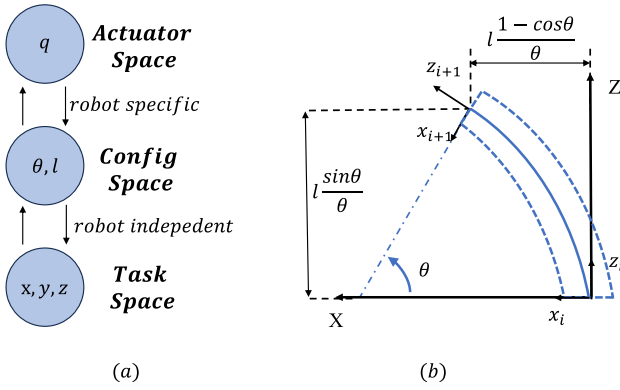 q
Actuator
Space
robot specific
θ, l
Config
Space
robot indepedent
x, y, z
Task
Space
(a)
l (1 − cosθ)/θ
Z
z_{i+1}
x_{i+1}
l sinθ/θ
θ
z
X
x_i
(b)